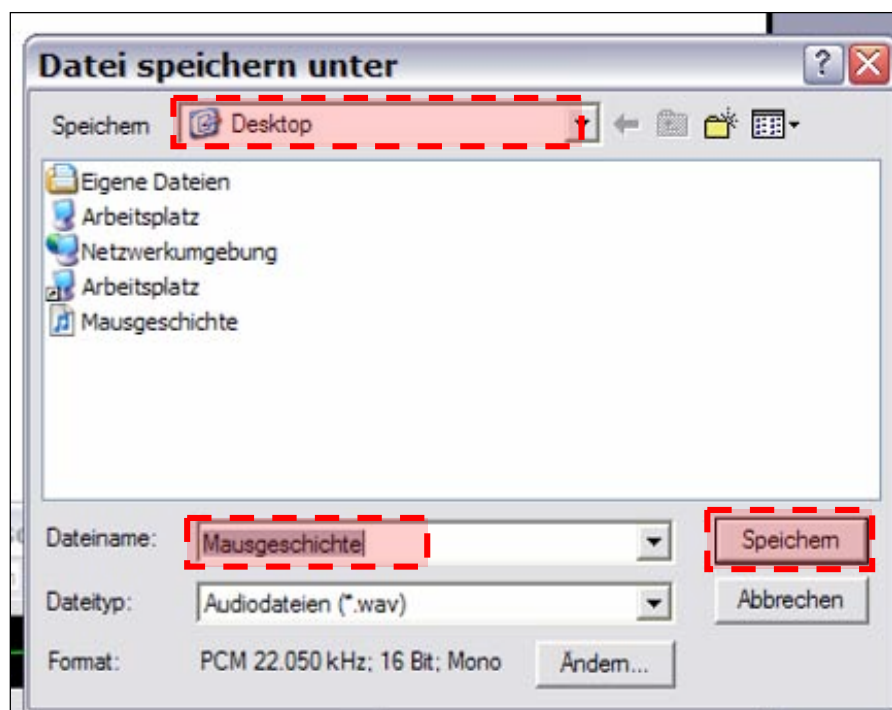 Datei speichern unter
Speichern Desktop
Eigene Dateien
Arbeitsplatz
Netzwerkumgebung
Arbeitsplatz
Mausgeschichte
Dateiname: Mausgeschichte Speichern
Dateityp: Audiodateien (*.wav) Abbrechen
Format: PCM 22.050 kHz; 16 Bit; Mono Ändern...